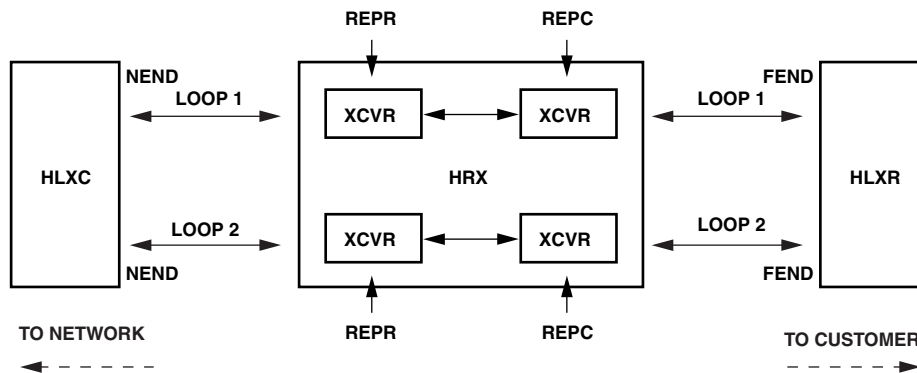 REPR REPC
NEND FEND
LOOP 1 XCVR XCVR LOOP 1
HLXC HRX HLXR
LOOP 2 XCVR XCVR LOOP 2
NEND FEND
REPR REPC
TO NETWORK TO CUSTOMER